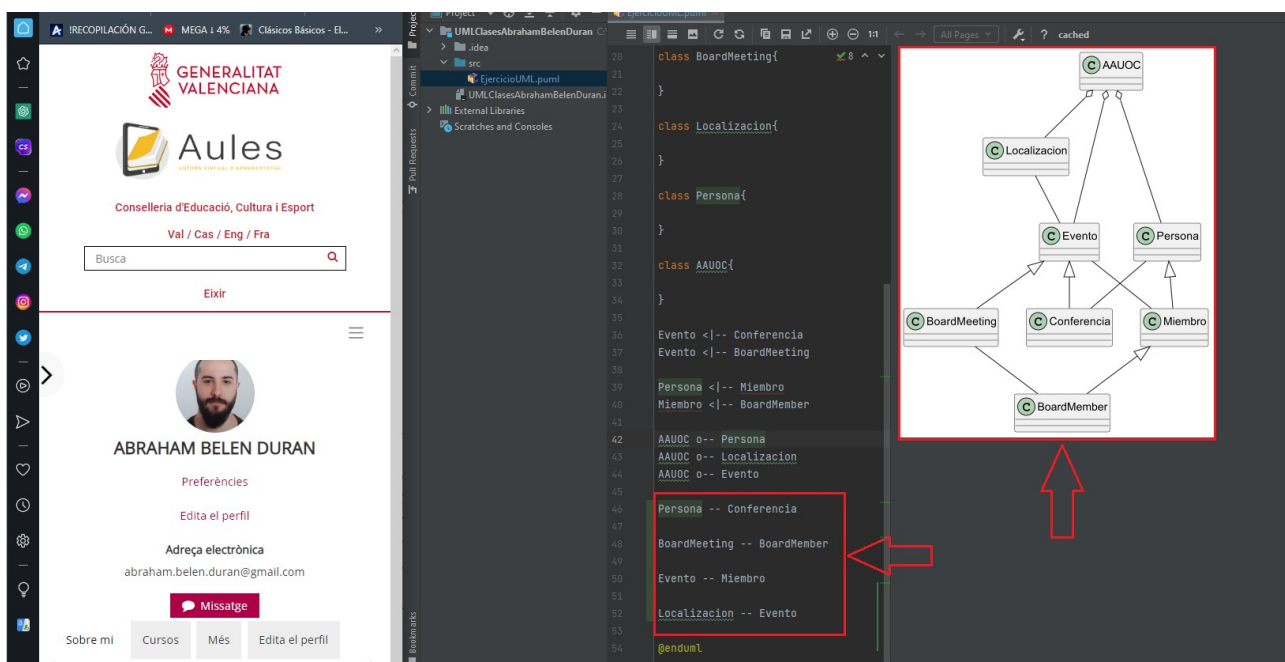 !RECOPILACIÓN G...
MEGA ⭳ 4%
Clásicos Básicos - El...
»
GENERALITAT
VALENCIANA
Aules
Conselleria d'Educació, Cultura i Esport
Val / Cas / Eng / Fra
Busca
Eixir
ABRAHAM BELEN DURAN
Preferències
Edita el perfil
Adreça electrònica
abraham.belen.duran@gmail.com
Missatge
Sobre mi
Cursos
Més
Edita el perfil
Project
Commit
Pull Requests
Bookmarks
Project
UMLClasesAbrahamBelenDuran
.idea
src
EjercicioUML.puml
UMLClasesAbrahamBelenDuran.i
External Libraries
Scratches and Consoles
EjercicioUML.puml
1:1
All Pages
? cached
8
20 class BoardMeeting{
21
22 }
23
24 class Localizacion{
25
26 }
27
28 class Persona{
29
30 }
31
32 class AAUOC{
33
34 }
35
36 Evento <|-- Conferencia
37 Evento <|-- BoardMeeting
38
39 Persona <|-- Miembro
40 Miembro <|-- BoardMember
41
42 AAUOC o-- Persona
43 AAUOC o-- Localizacion
44 AAUOC o-- Evento
45
46 Persona -- Conferencia
47
48 BoardMeeting -- BoardMember
49
50 Evento -- Miembro
51
52 Localizacion -- Evento
53
54 @enduml
C AAUOC
C Localizacion
C Evento
C Persona
C BoardMeeting
C Conferencia
C Miembro
C BoardMember